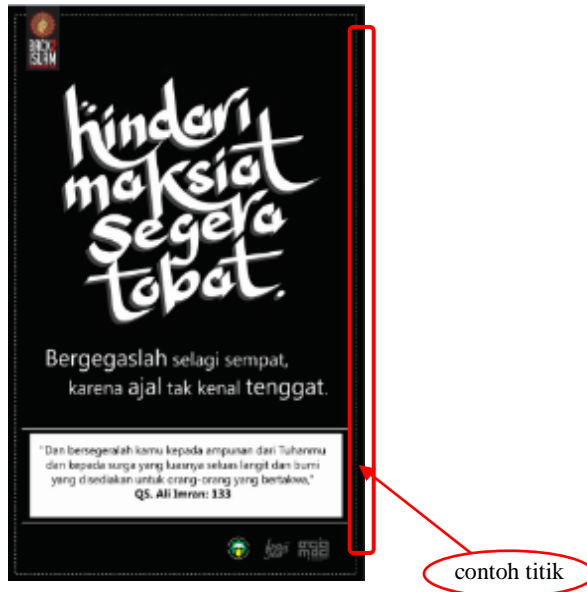 BACK2
ISLAM
hindari
maksiat
segera
tobat.
Bergegaslah selagi sempat,
karena ajal tak kenal tenggat.
"Dan bersegeralah kamu kepada ampunan dari Tuhanmu
dan kepada surga yang luasnya seluas langit dan bumi
yang disediakan untuk orang-orang yang bertakwa,"
QS. Ali Imron: 133
contoh titik